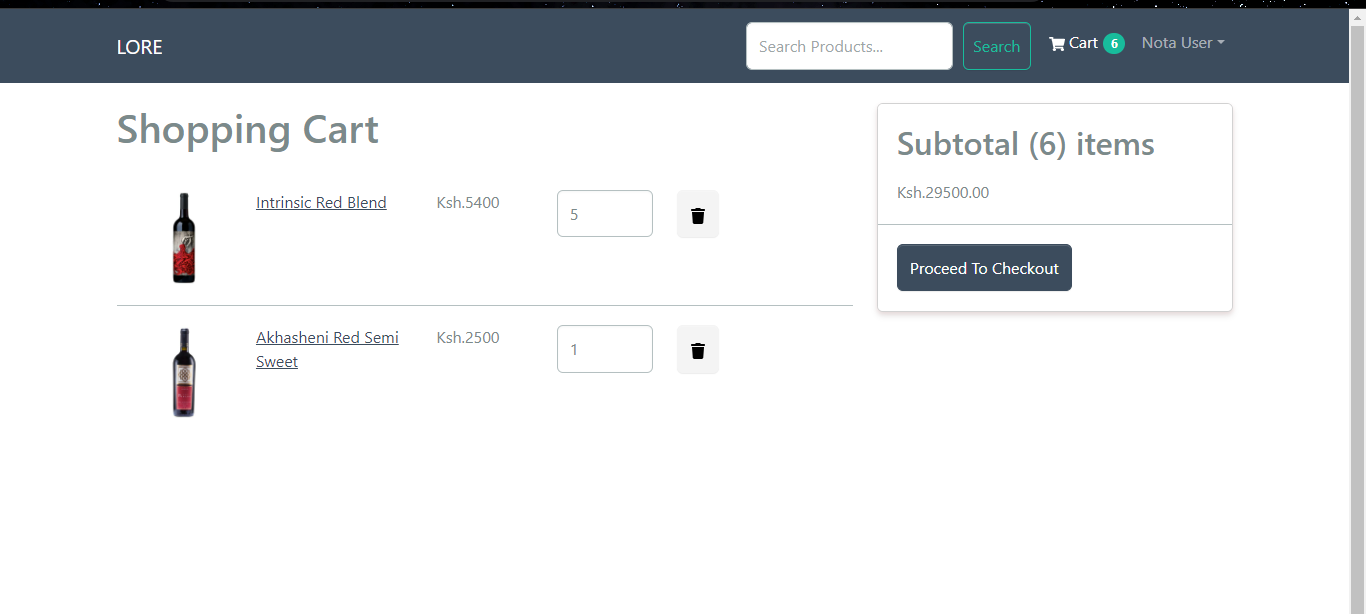 LORE
Search Products...
Search
Cart 6
Nota User
Shopping Cart
Intrinsic Red Blend
Ksh.5400
5
Akhasheni Red Semi
Sweet
Ksh.2500
1
Subtotal (6) items
Ksh.29500.00
Proceed To Checkout